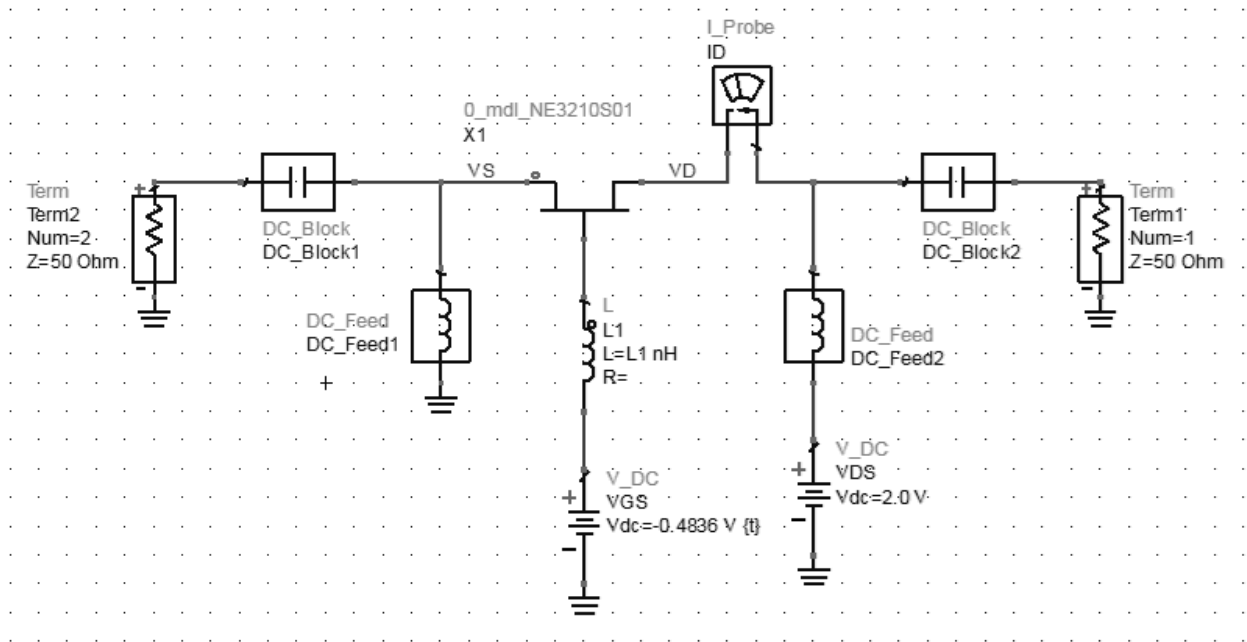 I_Probe
ID
0_mdl_NE3210S01
X1
VS
VD
Term
Term2
Num=2
Z=50 Ohm
DC_Block
DC_Block1
DC_Block
DC_Block2
Term
Term1
Num=1
Z=50 Ohm
DC_Feed
DC_Feed1
L
L1
L=L1 nH
R=
DC_Feed
DC_Feed2
V_DC
VGS
Vdc=-0.4836 V {t}
V_DC
VDS
Vdc=2.0 V